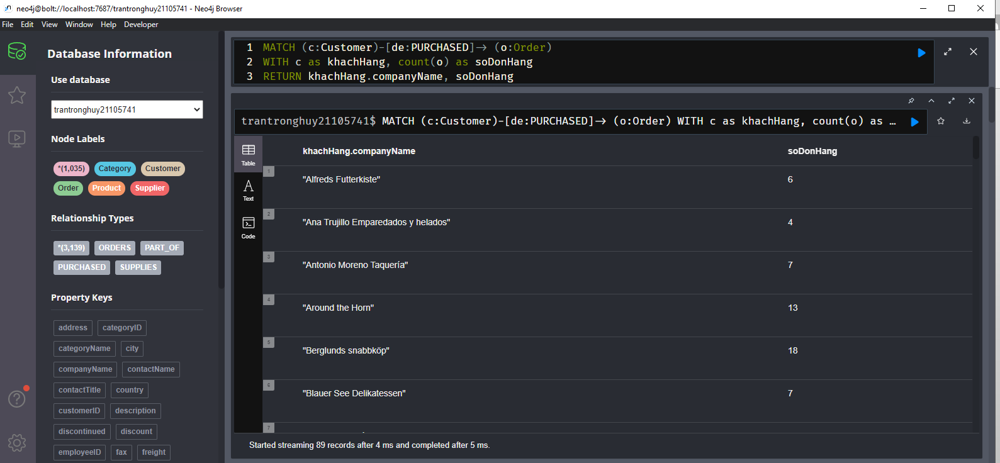 neo4j@bolt://localhost:7687/trantronghuy21105741 - Neo4j Browser
File Edit View Window Help Developer
Database Information
Use database
trantronghuy21105741
Node Labels
*(1,035) Category Customer
Order Product Supplier
Relationship Types
*(3,139) ORDERS PART_OF
PURCHASED SUPPLIES
Property Keys
address categoryID
categoryName city
companyName contactName
contactTitle country
customerID description
discontinued discount
employeeID fax freight
1 MATCH (c:Customer)-[de:PURCHASED]-> (o:Order)
2 WITH c as khachHang, count(o) as soDonHang
3 RETURN khachHang.companyName, soDonHang
trantronghuy21105741$ MATCH (c:Customer)-[de:PURCHASED]-> (o:Order) WITH c as khachHang, count(o) as …
Table
Text
Code
khachHang.companyName soDonHang
1 "Alfreds Futterkiste" 6
2 "Ana Trujillo Emparedados y helados" 4
3 "Antonio Moreno Taquería" 7
4 "Around the Horn" 13
5 "Berglunds snabbköp" 18
6 "Blauer See Delikatessen" 7
7
Started streaming 89 records after 4 ms and completed after 5 ms.